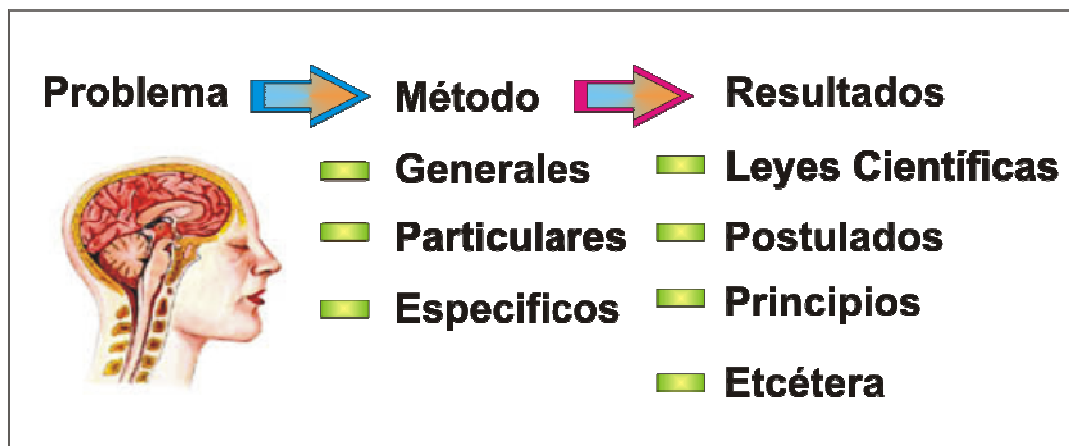 Problema Método Resultados
Generales
Particulares
Especificos
Leyes Científicas
Postulados
Principios
Etcétera